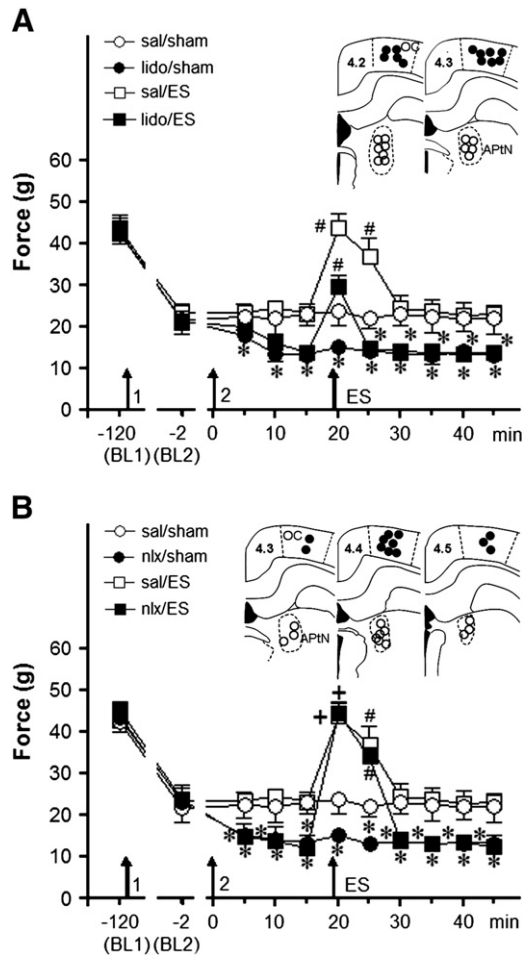 A
sal/sham
lido/sham
sal/ES
lido/ES
4.2
OC
4.3
APtN
Force (g)
60
50
40
30
20
10
0
# #
#
* * * * * * * * * * * * *
1
2
ES
-120 -2 0 10 20 30 40 min
(BL1) (BL2)
B
sal/sham
nlx/sham
sal/ES
nlx/ES
4.3
OC
4.4
4.5
APtN
Force (g)
60
50
40
30
20
10
0
+
+ #
#
* * * * * * * * * * * * * * *
1
2
ES
-120 -2 0 10 20 30 40 min
(BL1) (BL2)